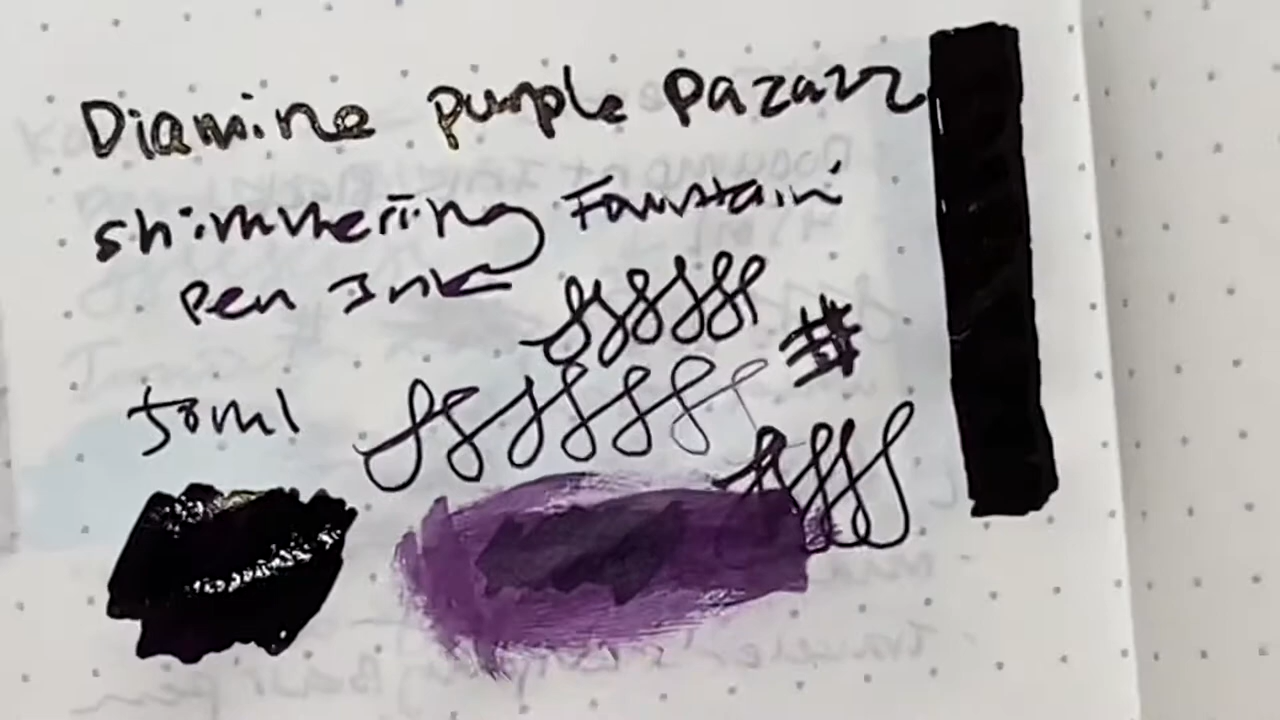 Diamine purple Pazazz
shimmering Fountain
Pen Ink
50ml
#